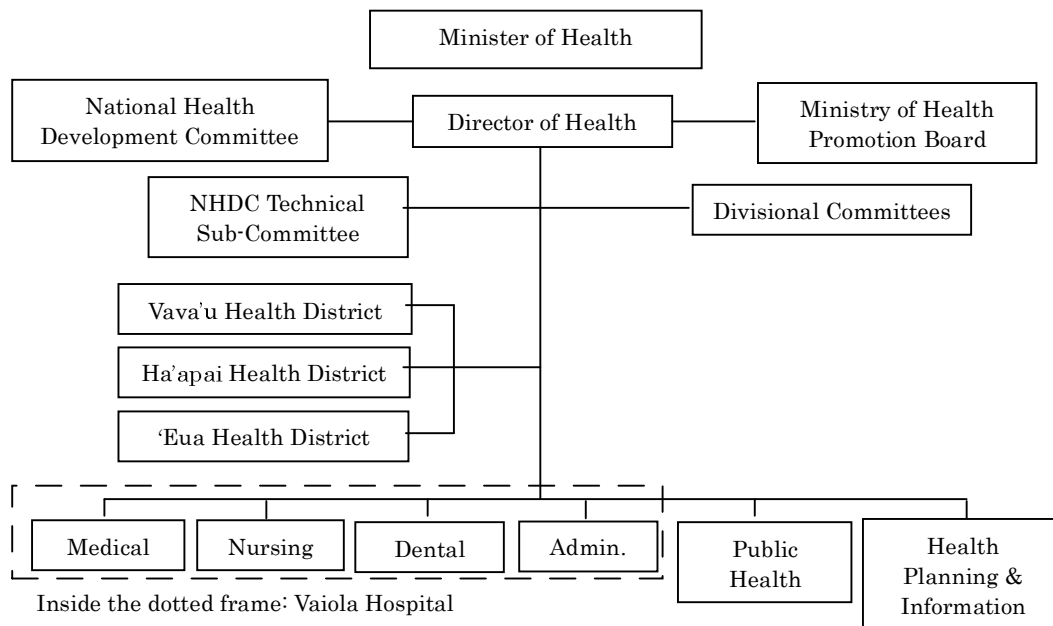 Minister of Health
National Health
Development Committee
Director of Health
Ministry of Health
Promotion Board
NHDC Technical
Sub-Committee
Divisional Committees
Vava’u Health District
Ha’apai Health District
‘Eua Health District
Medical
Nursing
Dental
Admin.
Public
Health
Health
Planning &
Information
Inside the dotted frame: Vaiola Hospital